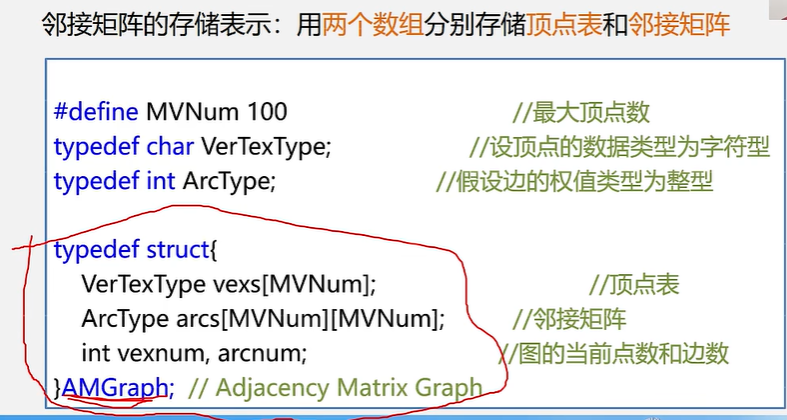 邻接矩阵的存储表示：用两个数组分别存储顶点表和邻接矩阵
#define MVNum 100 //最大顶点数
typedef char VerTexType; //设顶点的数据类型为字符型
typedef int ArcType; //假设边的权值类型为整型
typedef struct{
VerTexType vexs[MVNum]; //顶点表
ArcType arcs[MVNum][MVNum]; //邻接矩阵
int vexnum, arcnum; //图的当前点数和边数
}AMGraph; // Adjacency Matrix Graph